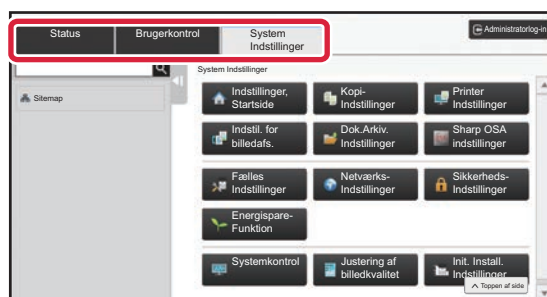 Status
Brugerkontrol
System
Indstillinger
Administratorlog-in
System Indstillinger
Sitemap
Indstillinger,
Startside
Kopi-
Indstillinger
Printer
Indstillinger
Indstil. for
billedafs.
Dok.Arkiv.
Indstillinger
Sharp OSA
indstillinger
Fælles
Indstillinger
Netværks-
Indstillinger
Sikkerheds-
Indstillinger
Energispare-
Funktion
Systemkontrol
Justering af
billedkvalitet
Init. Install.
Indstillinger
Toppen af side